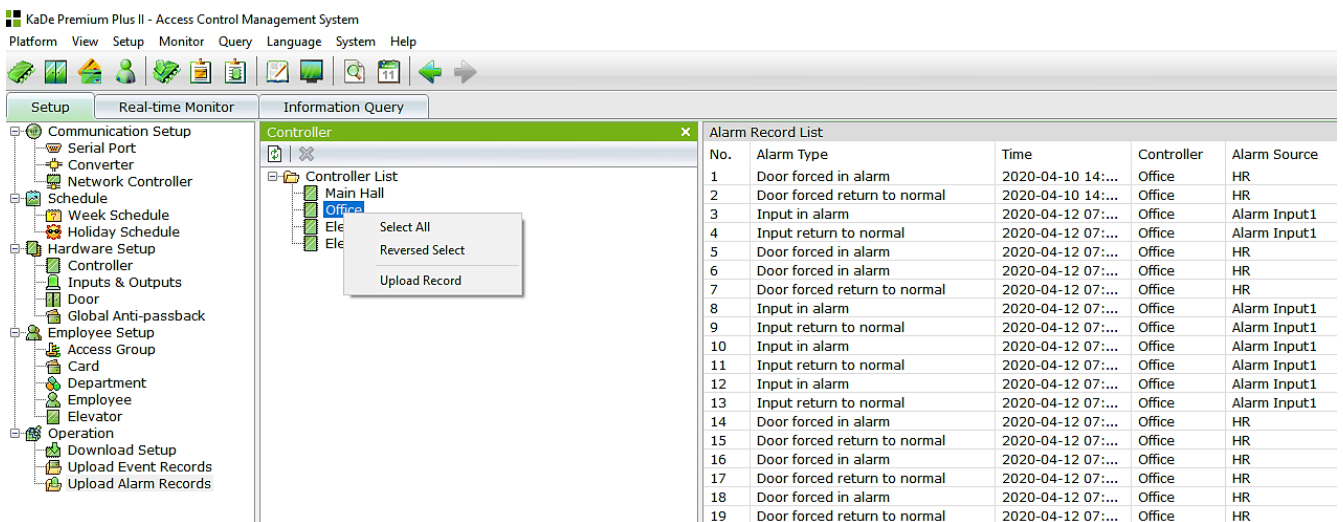 KaDe Premium Plus II - Access Control Management System
Platform View Setup Monitor Query Language System Help
11
Setup Real-time Monitor Information Query
Communication Setup
Serial Port
Converter
Network Controller
Schedule
Week Schedule
Holiday Schedule
Hardware Setup
Controller
Inputs & Outputs
Door
Global Anti-passback
Employee Setup
Access Group
Card
Department
Employee
Elevator
Operation
Download Setup
Upload Event Records
Upload Alarm Records
Controller
Controller List
Main Hall
Office
Ele
Ele
Select All
Reversed Select
Upload Record
Alarm Record List
No. Alarm Type Time Controller Alarm Source
1 Door forced in alarm 2020-04-10 14:... Office HR
2 Door forced return to normal 2020-04-10 14:... Office HR
3 Input in alarm 2020-04-12 07:... Office Alarm Input1
4 Input return to normal 2020-04-12 07:... Office Alarm Input1
5 Door forced in alarm 2020-04-12 07:... Office HR
6 Door forced in alarm 2020-04-12 07:... Office HR
7 Door forced return to normal 2020-04-12 07:... Office HR
8 Input in alarm 2020-04-12 07:... Office Alarm Input1
9 Input return to normal 2020-04-12 07:... Office Alarm Input1
10 Input in alarm 2020-04-12 07:... Office Alarm Input1
11 Input return to normal 2020-04-12 07:... Office Alarm Input1
12 Input in alarm 2020-04-12 07:... Office Alarm Input1
13 Input return to normal 2020-04-12 07:... Office Alarm Input1
14 Door forced in alarm 2020-04-12 07:... Office HR
15 Door forced return to normal 2020-04-12 07:... Office HR
16 Door forced in alarm 2020-04-12 07:... Office HR
17 Door forced return to normal 2020-04-12 07:... Office HR
18 Door forced in alarm 2020-04-12 07:... Office HR
19 Door forced return to normal 2020-04-12 07:... Office HR